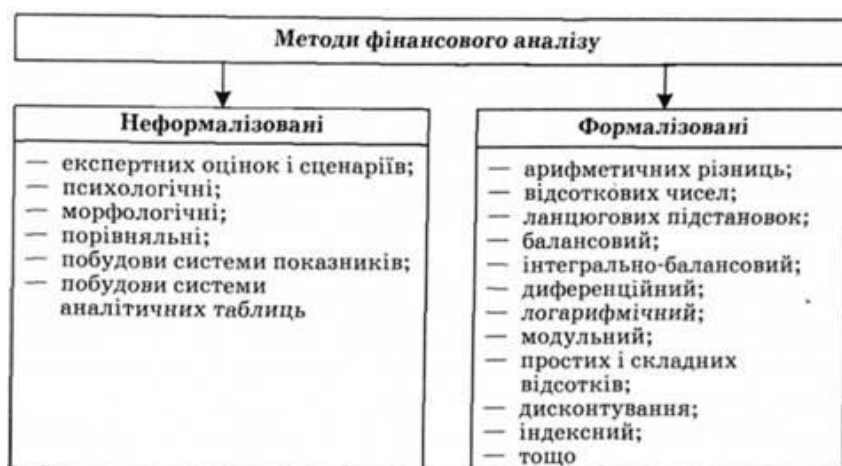 Методи фінансового аналізу
Неформалізовані
— експертних оцінок і сценаріїв;
— психологічні;
— морфологічні;
— порівняльні;
— побудови системи показників;
— побудови системи
аналітичних таблиць
Формалізовані
— арифметичних різниць;
— відсоткових чисел;
— ланцюгових підстановок;
— балансовий;
— інтегрально-балансовий;
— диференційний;
— логарифмічний;
— модульний;
— простих і складних
відсотків;
— дисконтування;
— індексний;
— тощо